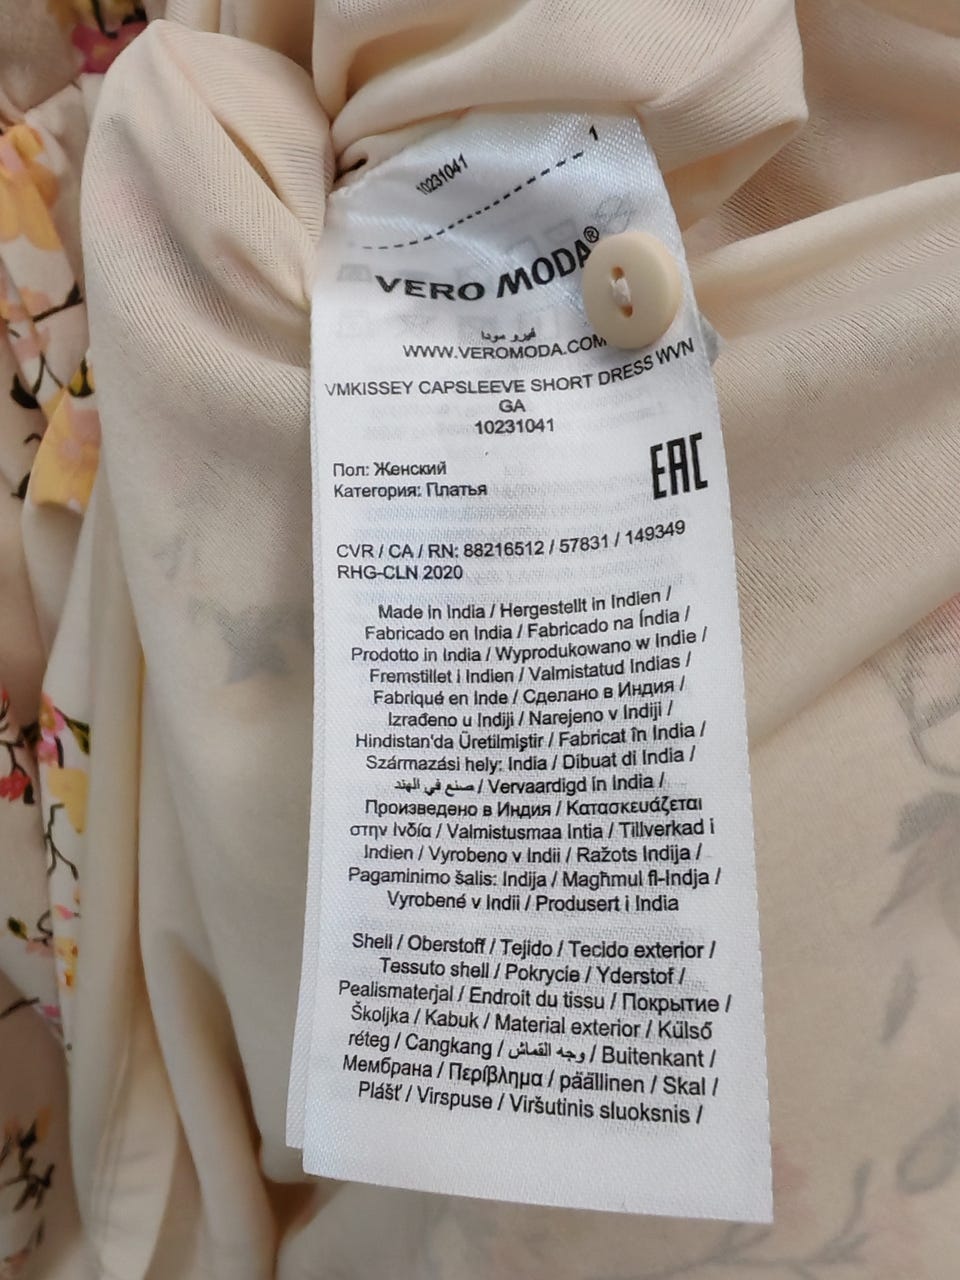 10231041
1
VERO MODA®
فيرو مودا
WWW.VEROMODA.COM
VMKISSEY CAPSLEEVE SHORT DRESS WVN
GA
10231041
Пол: Женский
Категория: Платья
EAC
CVR / CA / RN: 88216512 / 57831 / 149349
RHG-CLN 2020
Made in India / Hergestellt in Indien /
Fabricado en India / Fabricado na Índia /
Prodotto in India / Wyprodukowano w Indie /
Fremstillet i Indien / Valmistatud Indias /
Fabriqué en Inde / Сделано в Индия /
Izrađeno u Indiji / Narejeno v Indiji /
Hindistan'da Üretilmiştir / Fabricat în India /
Származási hely: India / Dibuat di India /
صنع في الهند / Vervaardigd in India /
Произведено в Индия / Κατασκευάζεται
στην Ινδία / Valmistusmaa Intia / Tillverkad i
Indien / Vyrobeno v Indii / Ražots Indija /
Pagaminimo šalis: Indija / Magħmul fl-Indja /
Vyrobené v Indii / Produsert i India
Shell / Oberstoff / Tejido / Tecido exterior /
Tessuto shell / Pokrycie / Yderstof /
Pealismaterjal / Endroit du tissu / Покрытие /
Školjka / Kabuk / Material exterior / Külső
réteg / Cangkang / وجه القماش / Buitenkant /
Мембрана / Περίβλημα / päällinen / Skal /
Plášť / Virspuse / Viršutinis sluoksnis /